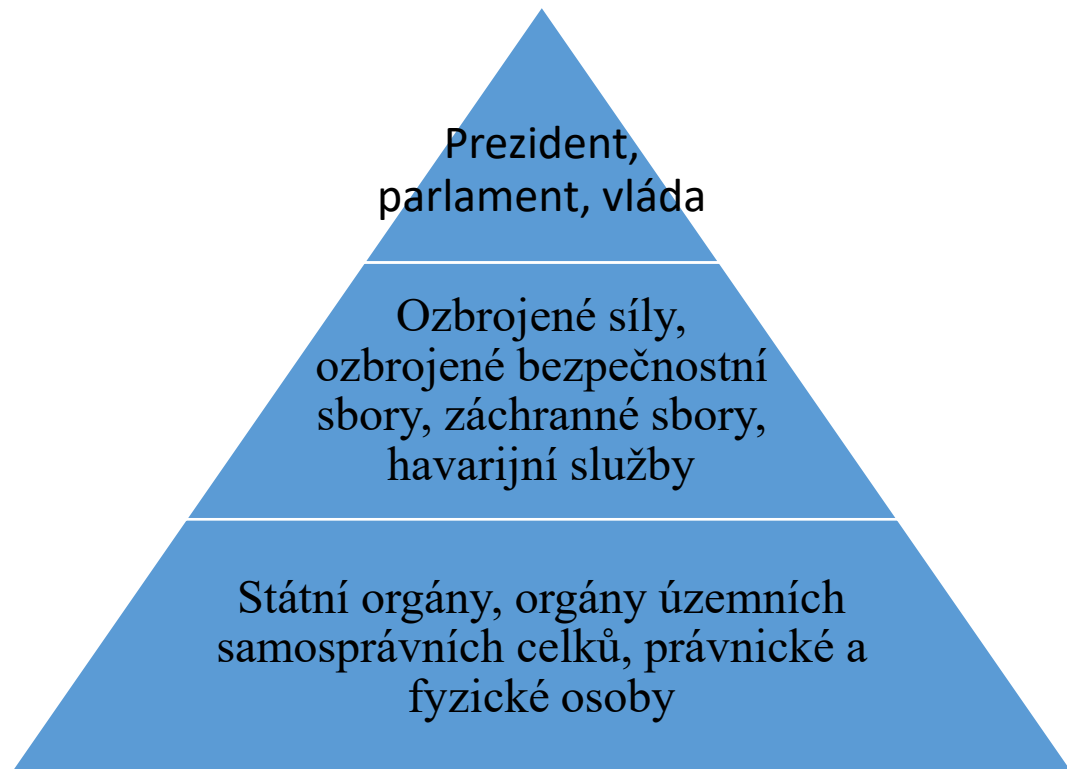 Prezident,
parlament, vláda
Ozbrojené síly,
ozbrojené bezpečnostní
sbory, záchranné sbory,
havarijní služby
Státní orgány, orgány územních
samosprávních celků, právnické a
fyzické osoby